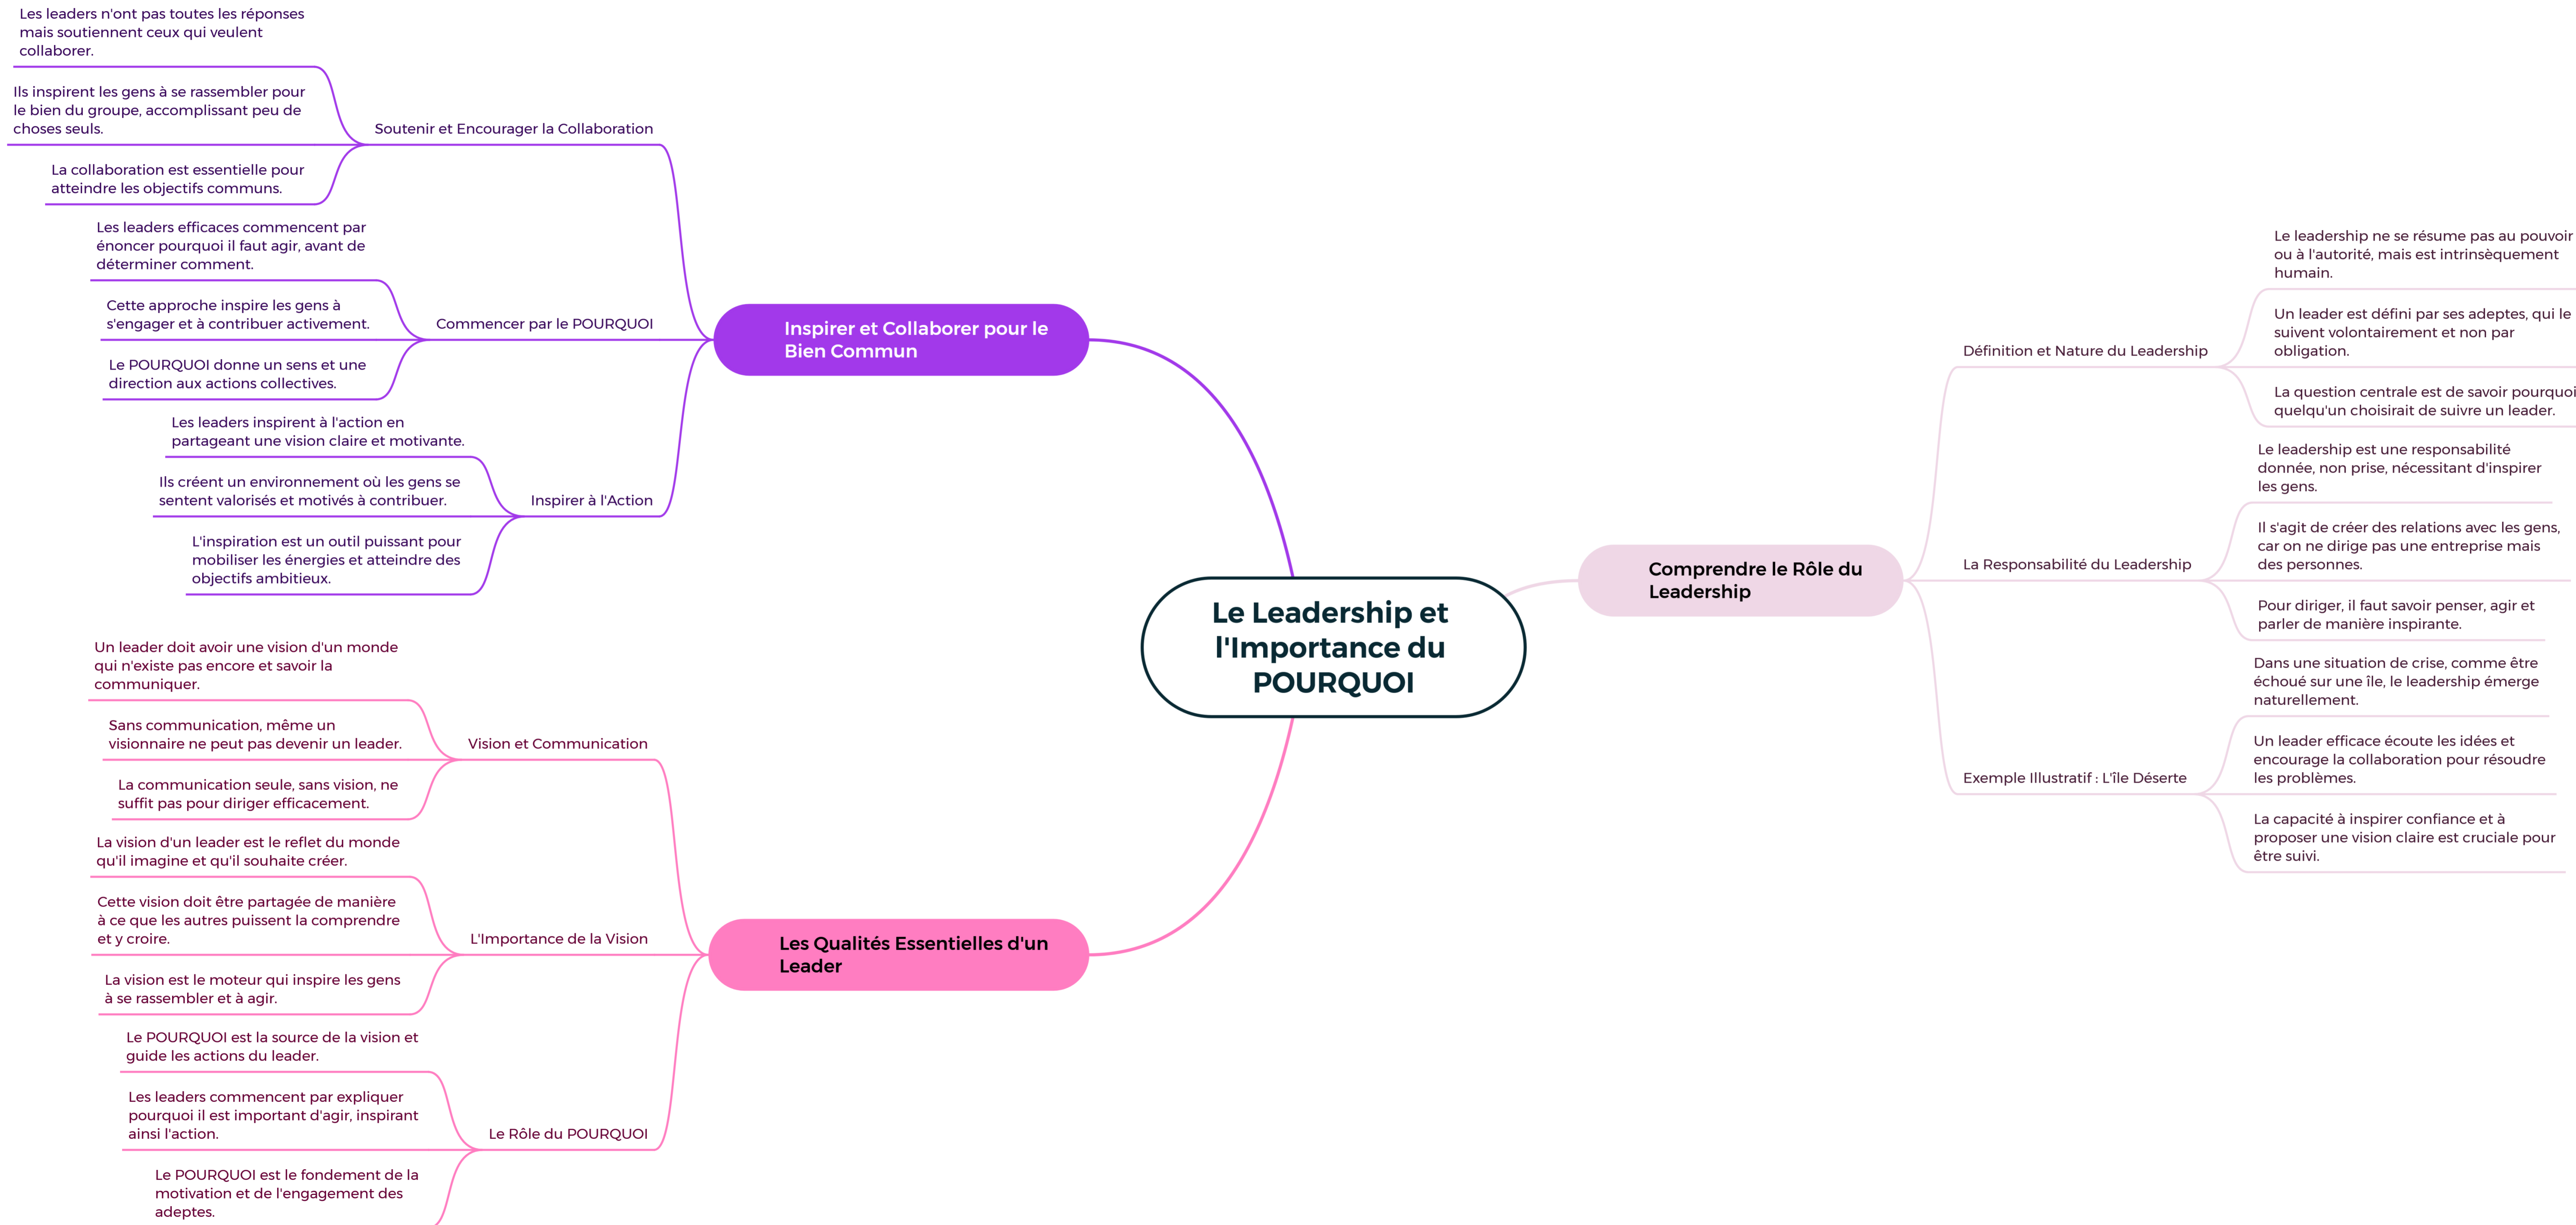 Le Leadership et
l'Importance du
POURQUOI
Comprendre le Rôle du
Leadership
Définition et Nature du Leadership
Le leadership ne se résume pas au pouvoir
ou à l'autorité, mais est intrinsèquement
humain.
Un leader est défini par ses adeptes, qui le
suivent volontairement et non par
obligation.
La question centrale est de savoir pourquoi
quelqu'un choisirait de suivre un leader.
La Responsabilité du Leadership
Le leadership est une responsabilité
donnée, non prise, nécessitant d'inspirer
les gens.
Il s'agit de créer des relations avec les gens,
car on ne dirige pas une entreprise mais
des personnes.
Pour diriger, il faut savoir penser, agir et
parler de manière inspirante.
Exemple Illustratif : L'île Déserte
Dans une situation de crise, comme être
échoué sur une île, le leadership émerge
naturellement.
Un leader efficace écoute les idées et
encourage la collaboration pour résoudre
les problèmes.
La capacité à inspirer confiance et à
proposer une vision claire est cruciale pour
être suivi.
Inspirer et Collaborer pour le
Bien Commun
Soutenir et Encourager la Collaboration
Les leaders n'ont pas toutes les réponses
mais soutiennent ceux qui veulent
collaborer.
Ils inspirent les gens à se rassembler pour
le bien du groupe, accomplissant peu de
choses seuls.
La collaboration est essentielle pour
atteindre les objectifs communs.
Commencer par le POURQUOI
Les leaders efficaces commencent par
énoncer pourquoi il faut agir, avant de
déterminer comment.
Cette approche inspire les gens à
s'engager et à contribuer activement.
Le POURQUOI donne un sens et une
direction aux actions collectives.
Inspirer à l'Action
Les leaders inspirent à l'action en
partageant une vision claire et motivante.
Ils créent un environnement où les gens se
sentent valorisés et motivés à contribuer.
L'inspiration est un outil puissant pour
mobiliser les énergies et atteindre des
objectifs ambitieux.
Les Qualités Essentielles d'un
Leader
Vision et Communication
Un leader doit avoir une vision d'un monde
qui n'existe pas encore et savoir la
communiquer.
Sans communication, même un
visionnaire ne peut pas devenir un leader.
La communication seule, sans vision, ne
suffit pas pour diriger efficacement.
L'Importance de la Vision
La vision d'un leader est le reflet du monde
qu'il imagine et qu'il souhaite créer.
Cette vision doit être partagée de manière
à ce que les autres puissent la comprendre
et y croire.
La vision est le moteur qui inspire les gens
à se rassembler et à agir.
Le Rôle du POURQUOI
Le POURQUOI est la source de la vision et
guide les actions du leader.
Les leaders commencent par expliquer
pourquoi il est important d'agir, inspirant
ainsi l'action.
Le POURQUOI est le fondement de la
motivation et de l'engagement des
adeptes.